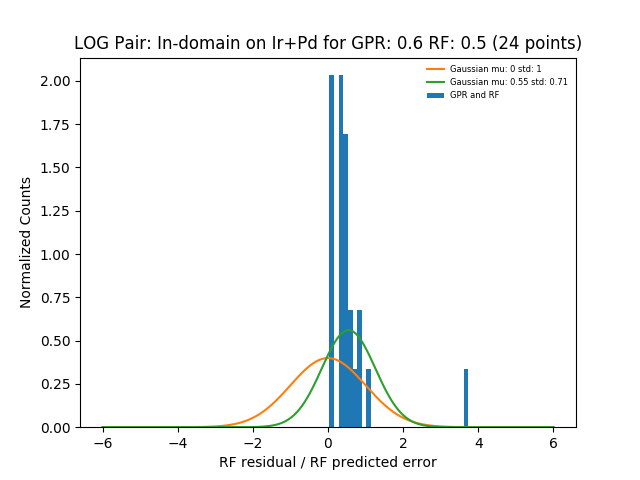 LOG Pair: In-domain on Ir+Pd for GPR: 0.6 RF: 0.5 (24 points)
Gaussian mu: 0 std: 1
Gaussian mu: 0.55 std: 0.71
GPR and RF
Normalized Counts
2.00
1.75
1.50
1.25
1.00
0.75
0.50
0.25
0.00
−6 −4 −2 0 2 4 6
RF residual / RF predicted error